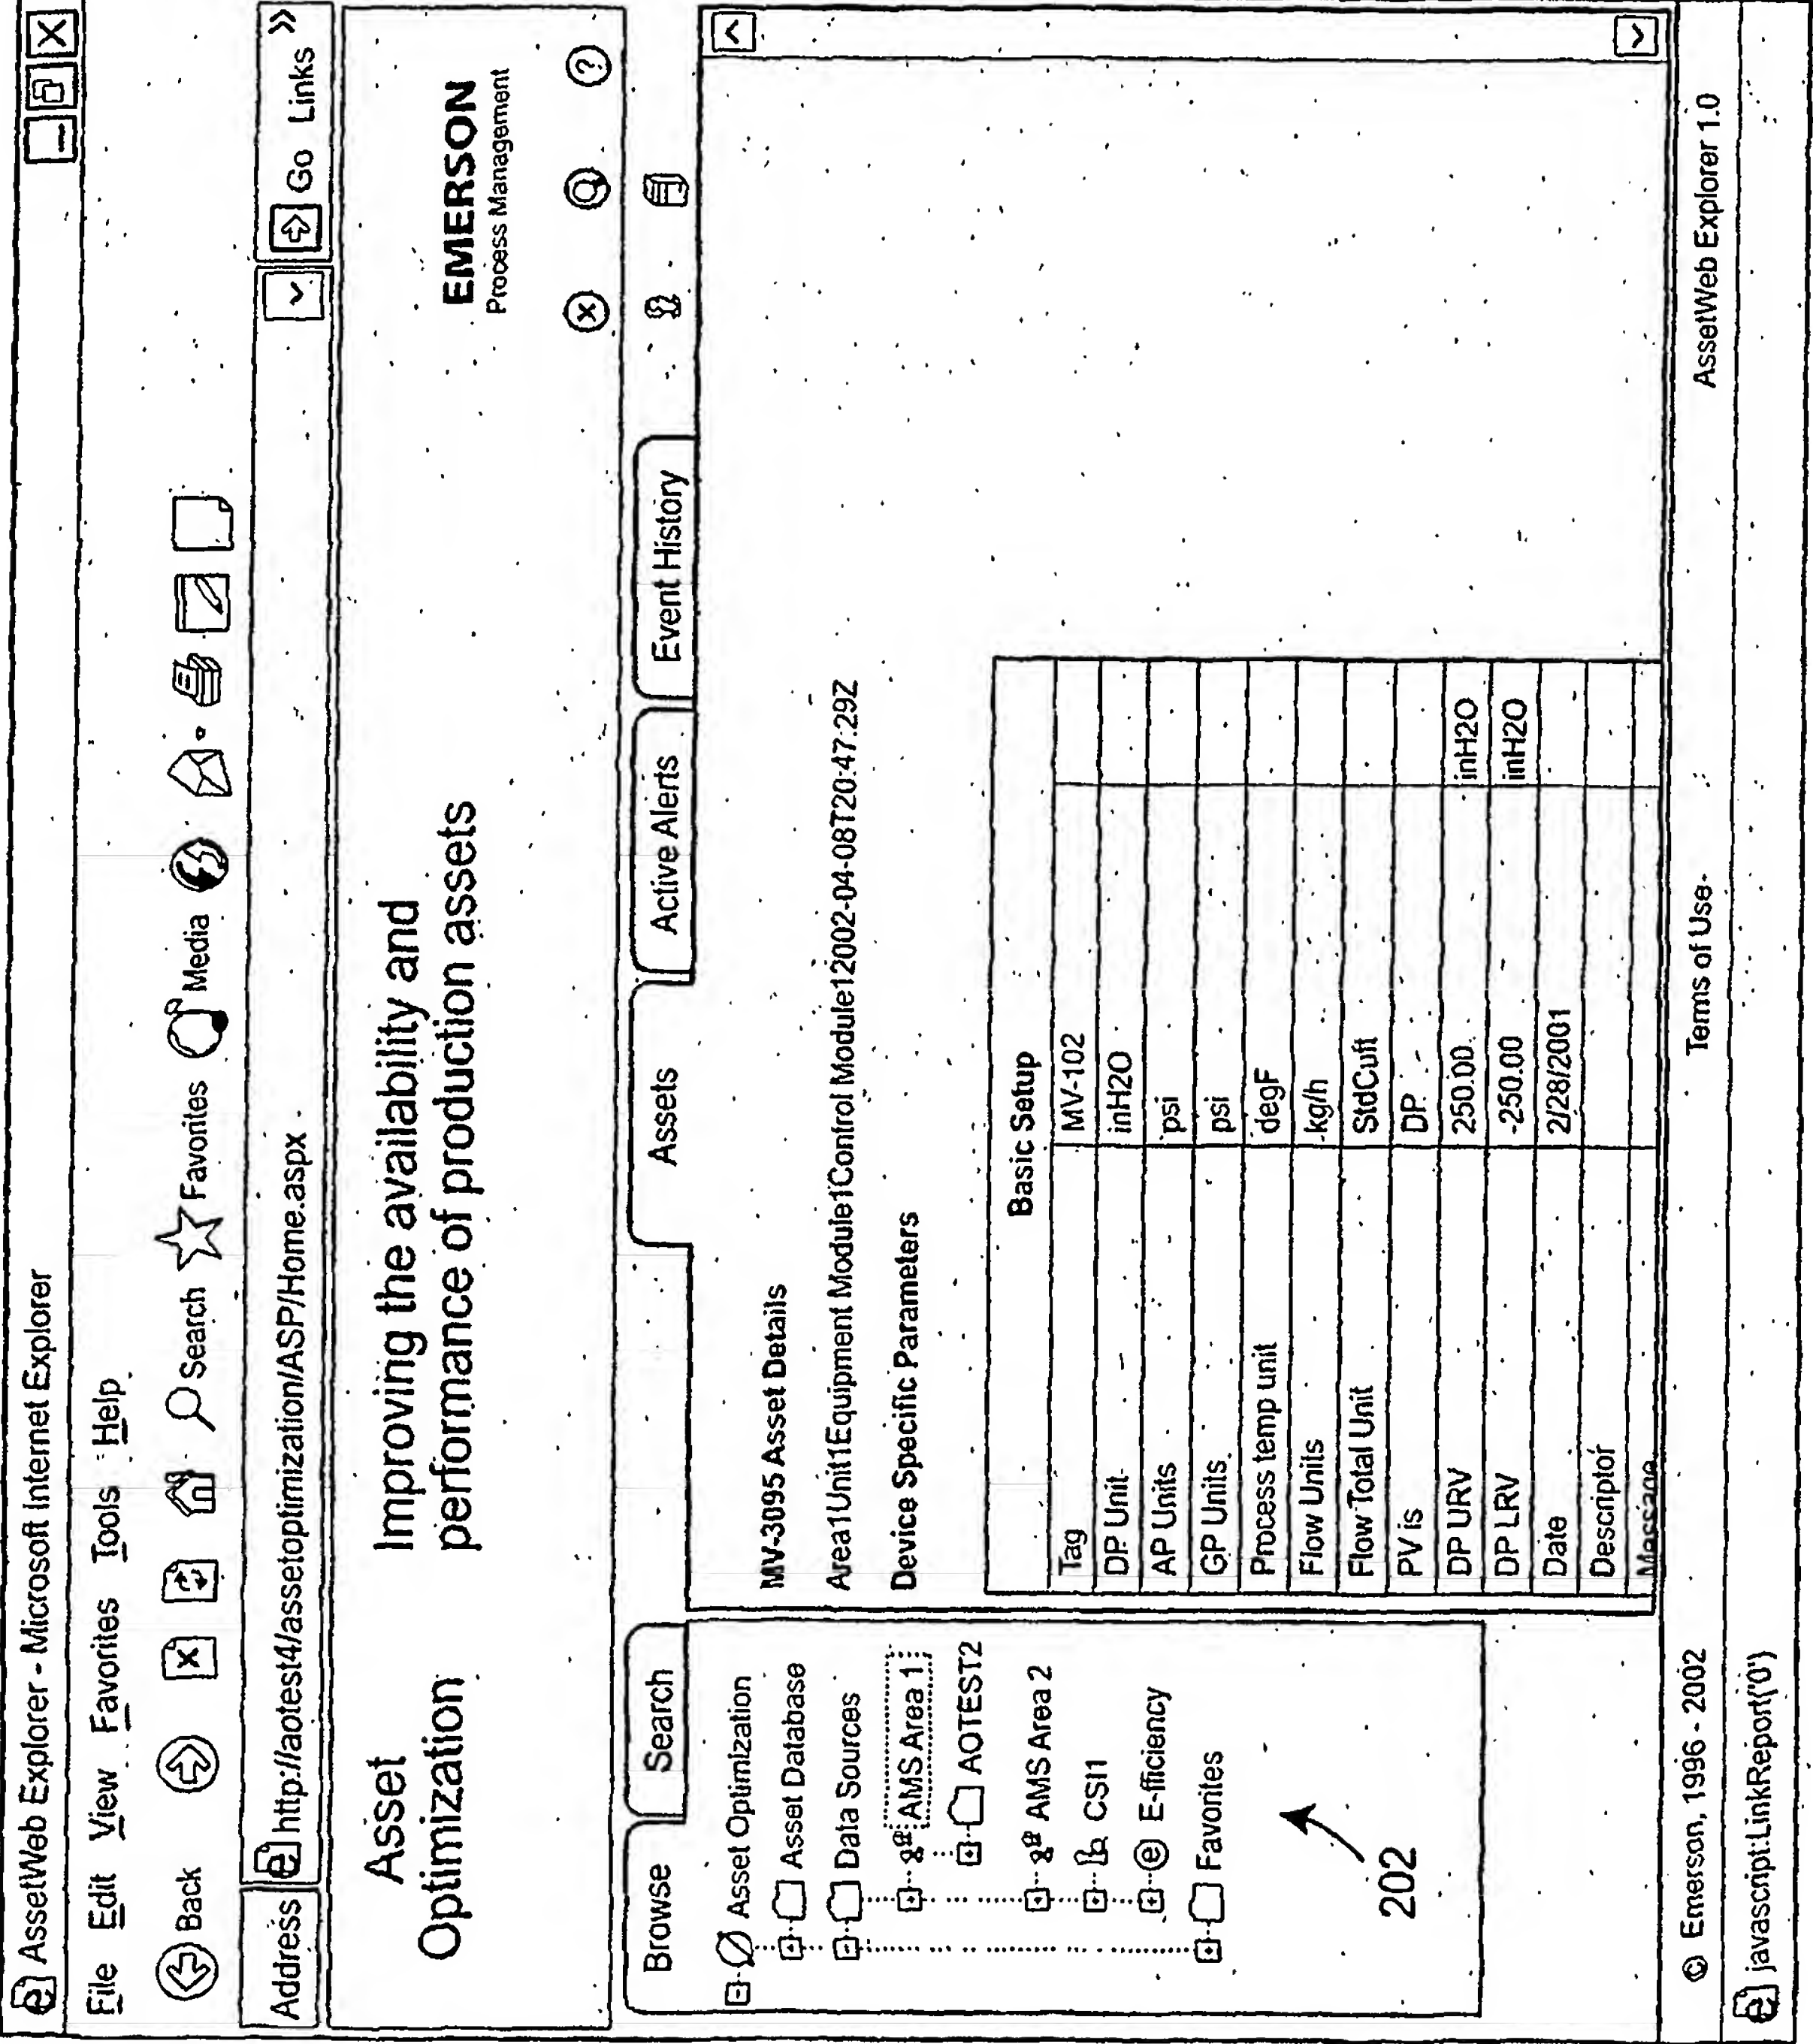 AssetWeb Explorer - Microsoft Internet Explorer
File Edit View Favorites Tools Help
Back Search Favorites Media
Address http://aotest4/assetoptimization/ASP/Home.aspx Go Links »
Asset
Optimization
Improving the availability and
performance of production assets
EMERSON
Process Management
Browse Search
Assets Active Alerts Event History
Asset Optimization
Asset Database
Data Sources
AMS Area 1
AOTEST2
AMS Area 2
CSI1
E-fficiency
Favorites
202
MV-3095 Asset Details
Area1Unit1Equipment Module1Control Module12002-04-08T20:47:29Z
Device Specific Parameters
Basic Setup
Tag MV-102
DP Unit inH2O
AP Units psi
GP Units psi
Process temp unit degF
Flow Units kg/h
Flow Total Unit StdCuft
PV is DP
DP URV 250.00 inH2O
DP LRV -250.00 inH2O
Date 2/28/2001
Descriptor
Message
© Emerson, 1996 - 2002 Terms of Use AssetWeb Explorer 1.0
javascript:LinkReport('0')